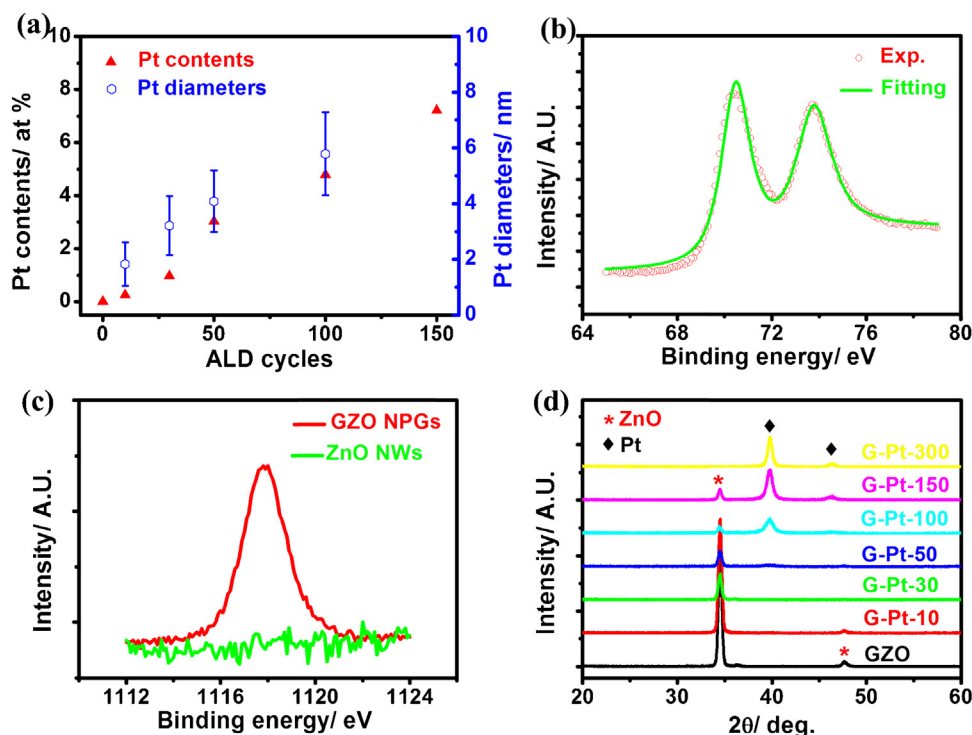 (a)
Pt contents/ at %
10
8
6
4
2
0
Pt contents
Pt diameters
10
8
6
4
2
0
Pt diameters/ nm
0 50 100 150
ALD cycles
(b)
Intensity/ A.U.
Exp.
Fitting
64 68 72 76 80
Binding energy/ eV
(c)
Intensity/ A.U.
GZO NPGs
ZnO NWs
1112 1116 1120 1124
Binding energy/ eV
(d)
Intensity/ A.U.
* ZnO
◆ Pt
G-Pt-300
G-Pt-150
G-Pt-100
G-Pt-50
G-Pt-30
G-Pt-10
GZO
20 30 40 50 60
2θ/ deg.